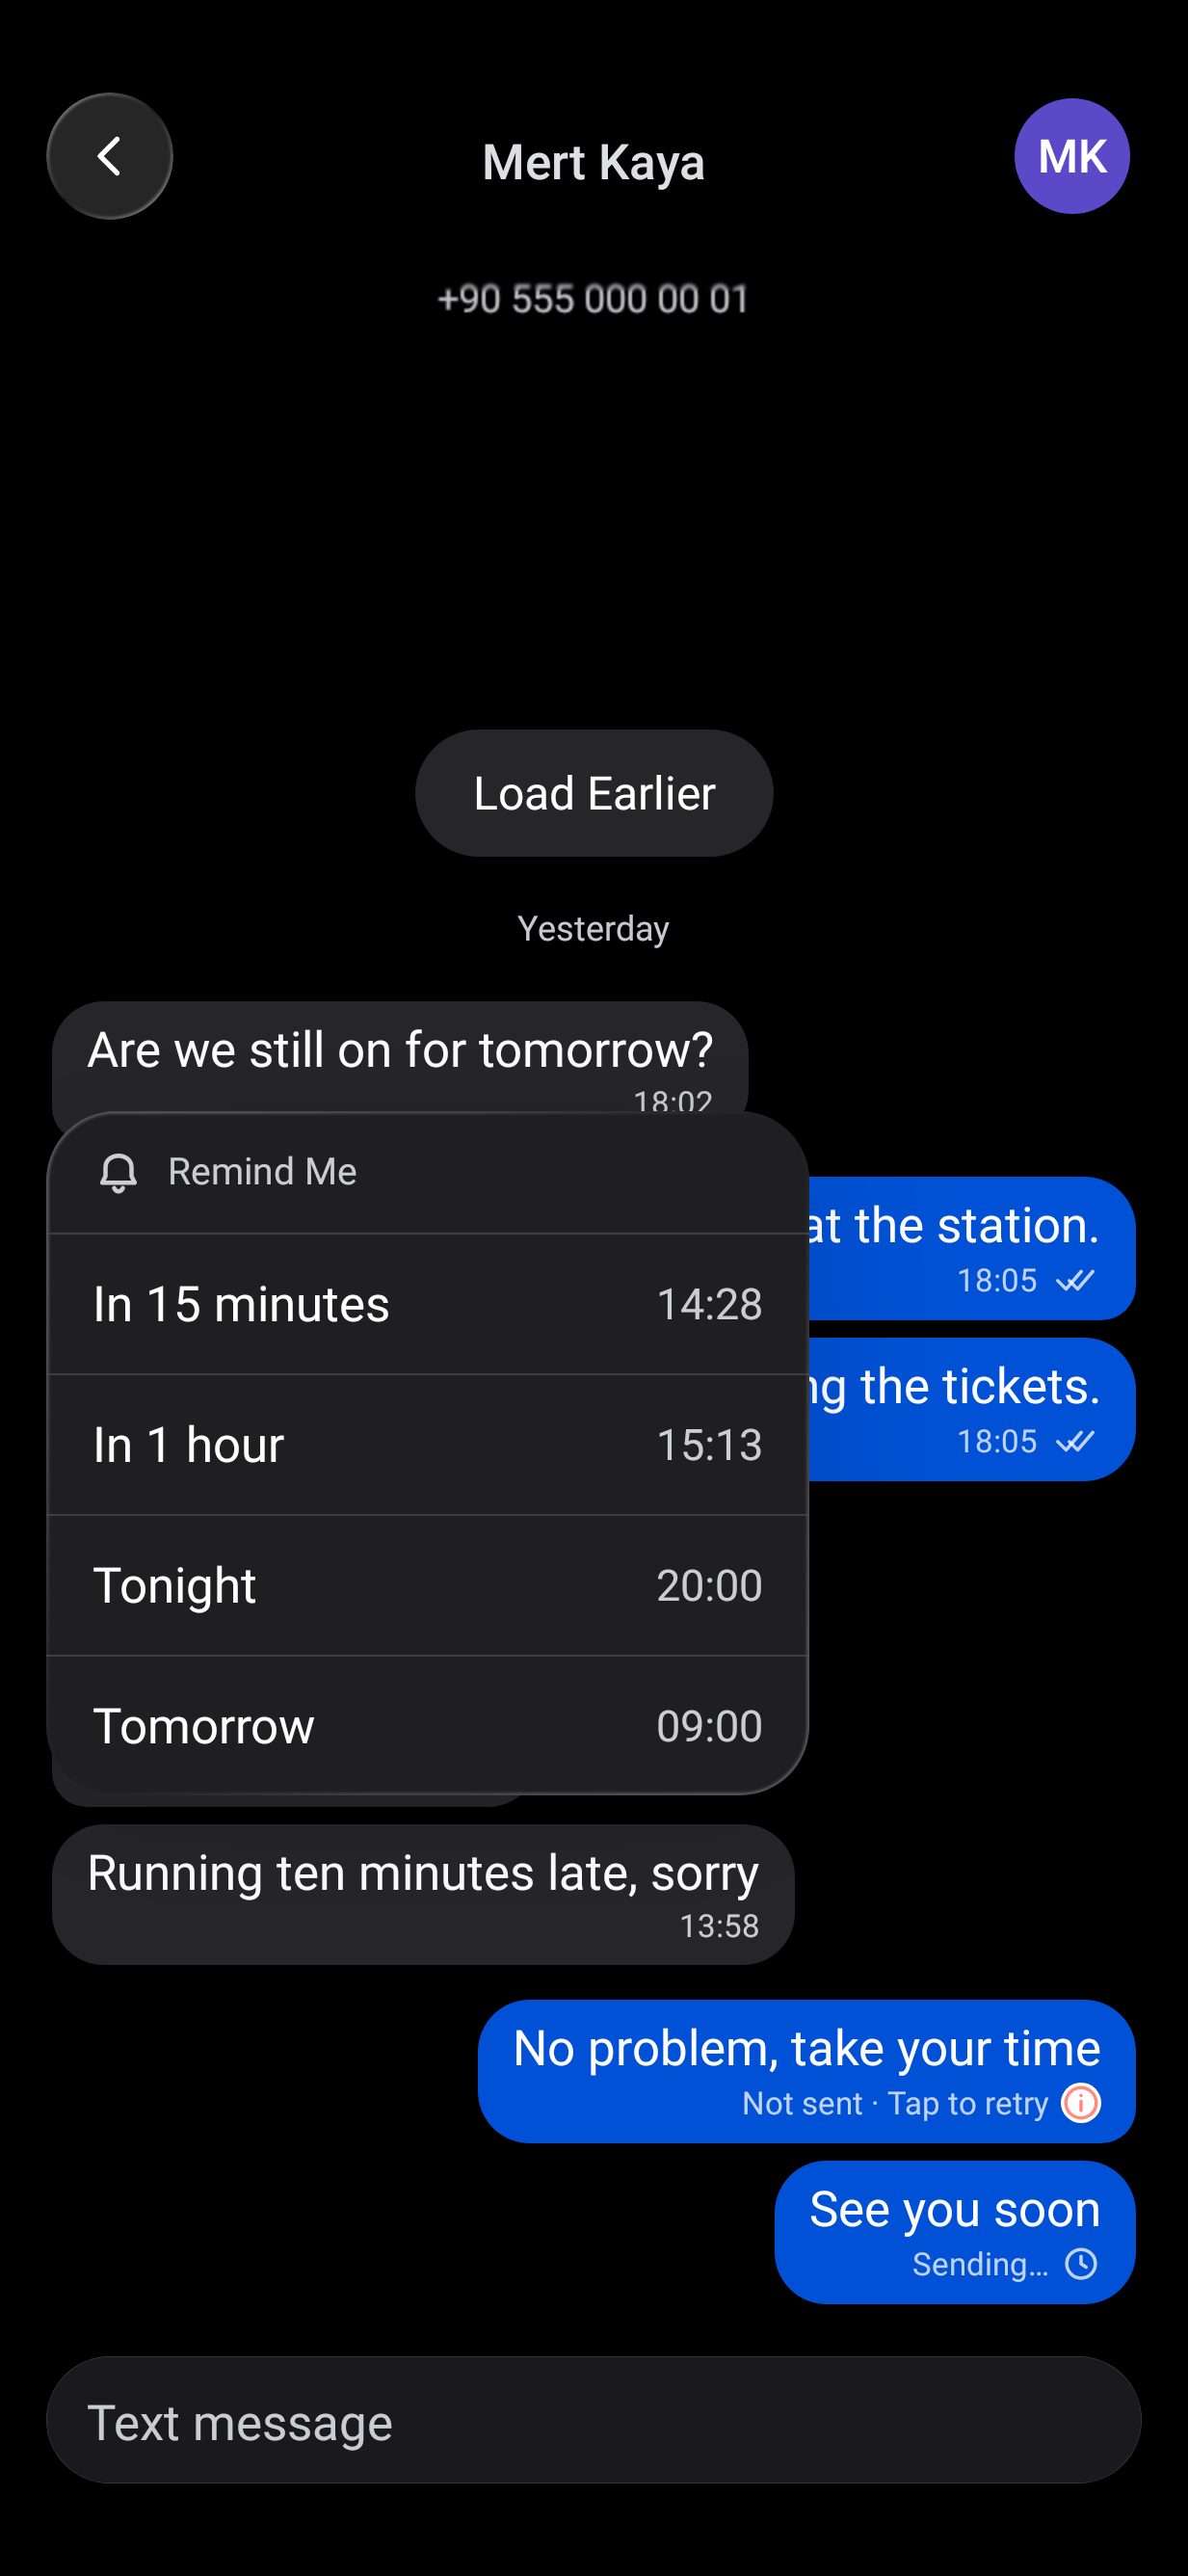 Mert Kaya
MK
+90 555 000 00 01
Load Earlier
Yesterday
Are we still on for tomorrow?
18:02
Remind Me
at the station.
18:05
In 15 minutes 14:28
the tickets.
18:05
In 1 hour 15:13
Tonight 20:00
Tomorrow 09:00
Running ten minutes late, sorry
13:58
No problem, take your time
Not sent · Tap to retry
See you soon
Sending…
Text message